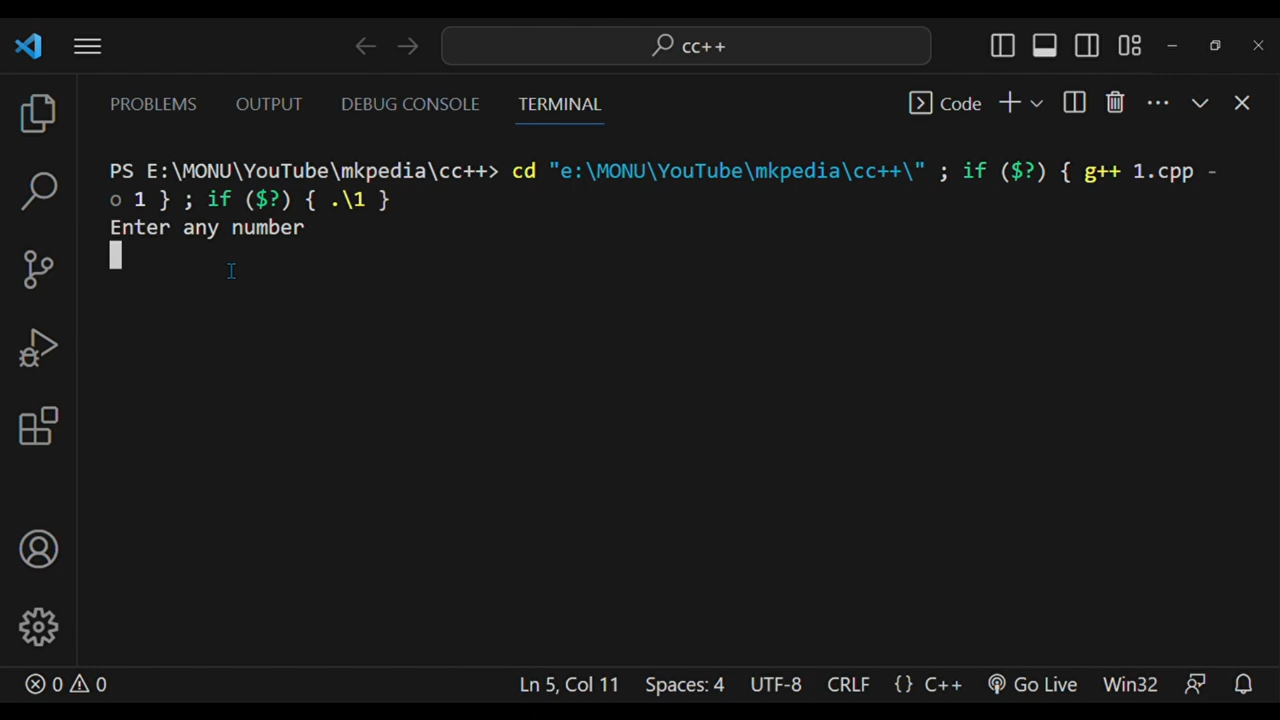 cc++
PROBLEMS OUTPUT DEBUG CONSOLE TERMINAL Code
PS E:\MONU\YouTube\mkpedia\cc++> cd "e:\MONU\YouTube\mkpedia\cc++\" ; if ($?) { g++ 1.cpp -
o 1 } ; if ($?) { .\1 }
Enter any number
0 0 Ln 5, Col 11 Spaces: 4 UTF-8 CRLF {} C++ Go Live Win32